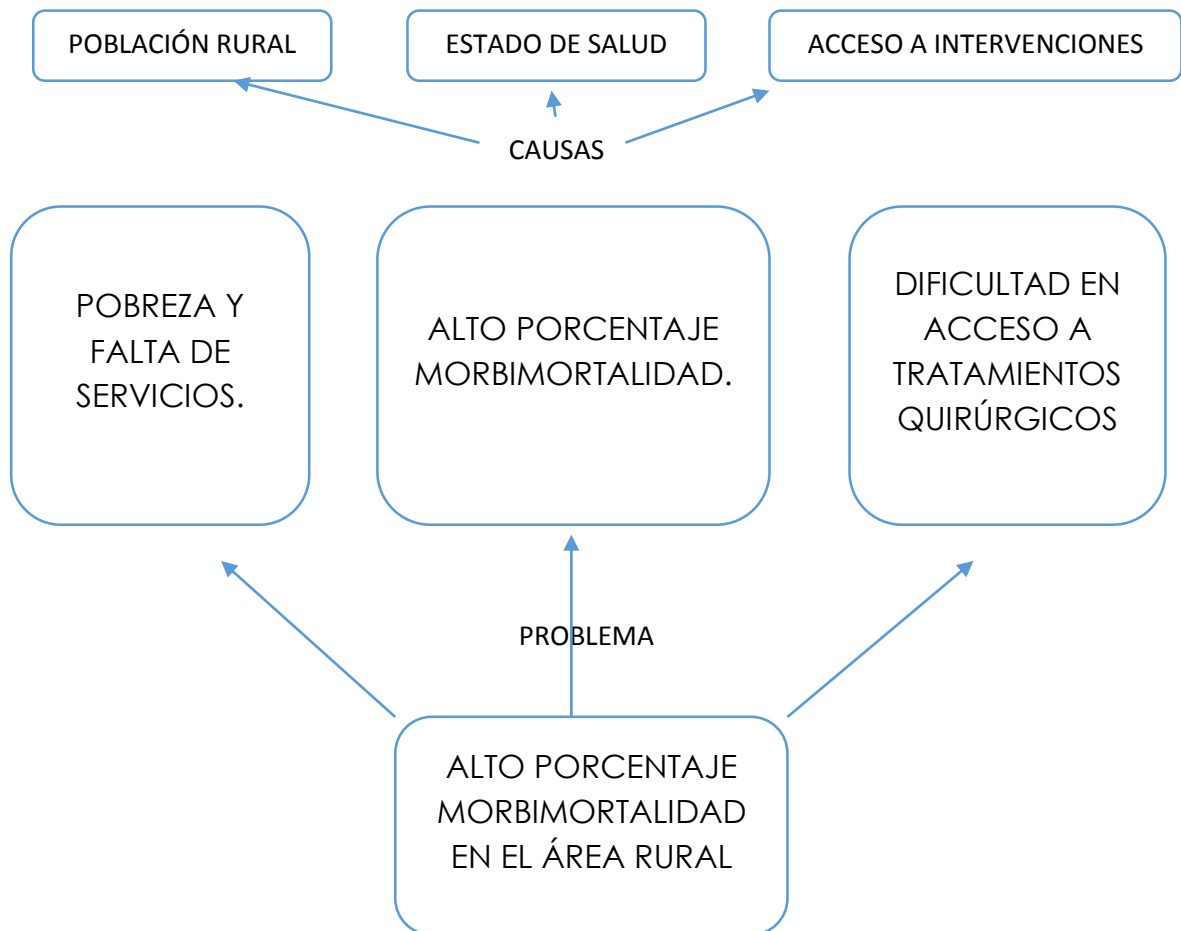 POBLACIÓN RURAL
ESTADO DE SALUD
ACCESO A INTERVENCIONES
CAUSAS
POBREZA Y
FALTA DE
SERVICIOS.
ALTO PORCENTAJE
MORBIMORTALIDAD.
DIFICULTAD EN
ACCESO A
TRATAMIENTOS
QUIRÚRGICOS
PROBLEMA
ALTO PORCENTAJE
MORBIMORTALIDAD
EN EL ÁREA RURAL